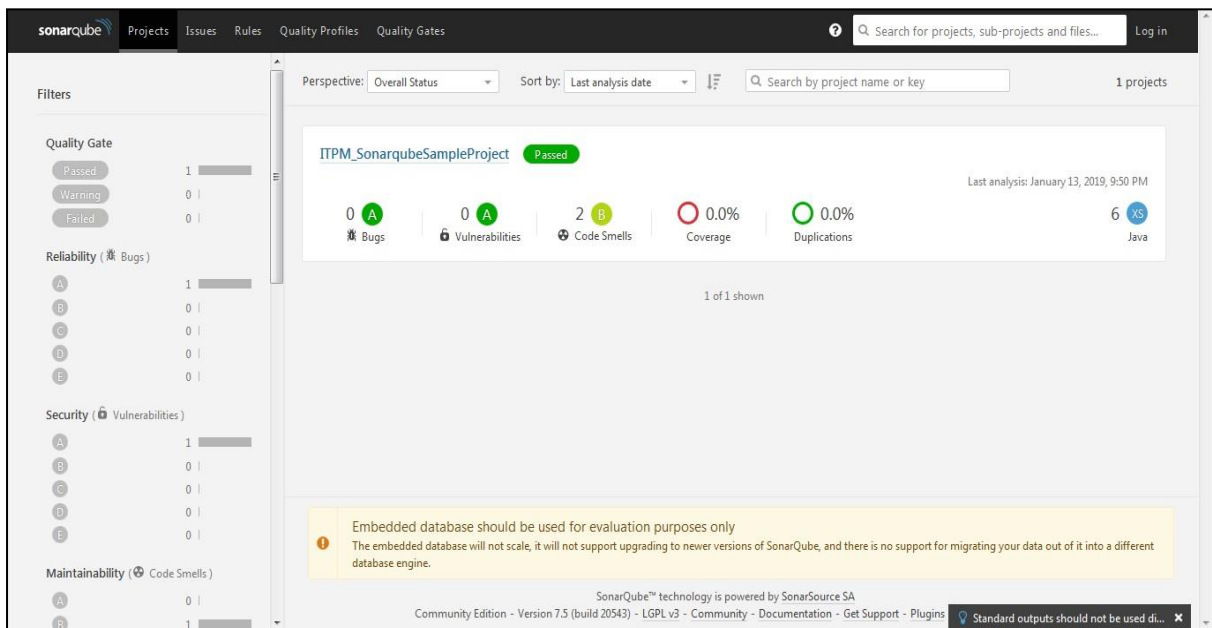 sonarqube Projects Issues Rules Quality Profiles Quality Gates ? Search for projects, sub-projects and files... Log in
Filters
Quality Gate
Passed 1
Warning 0
Failed 0
Reliability ( Bugs )
A 1
B 0
C 0
D 0
E 0
Security ( Vulnerabilities )
A 1
B 0
C 0
D 0
E 0
Maintainability ( Code Smells )
A 0
B 1
Perspective: Overall Status Sort by: Last analysis date Search by project name or key 1 projects
ITPM_SonarqubeSampleProject Passed
Last analysis: January 13, 2019, 9:50 PM
0 A 0 A 2 B 0.0% 0.0% 6 XS
Bugs Vulnerabilities Code Smells Coverage Duplications Java
1 of 1 shown
Embedded database should be used for evaluation purposes only
The embedded database will not scale, it will not support upgrading to newer versions of SonarQube, and there is no support for migrating your data out of it into a different
database engine.
SonarQube™ technology is powered by SonarSource SA
Community Edition - Version 7.5 (build 20543) - LGPL v3 - Community - Documentation - Get Support - Plugins
Standard outputs should not be used di... ×